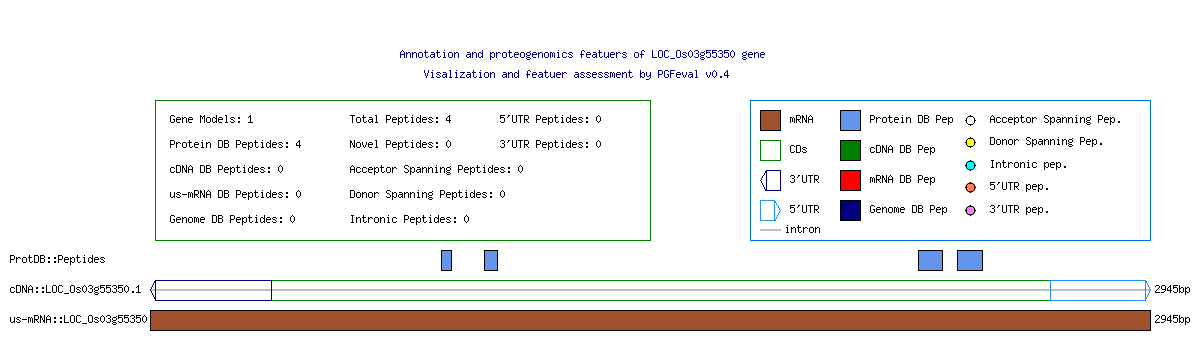 Annotation and proteogenomics featuers of LOC_Os03g55350 gene
Visalization and featuer assessment by PGFeval v0.4
Gene Models: 1 Total Peptides: 4 5'UTR Peptides: 0
Protein DB Peptides: 4 Novel Peptides: 0 3'UTR Peptides: 0
cDNA DB Peptides: 0 Acceptor Spanning Peptides: 0
us-mRNA DB Peptides: 0 Donor Spanning Peptides: 0
Genome DB Peptides: 0 Intronic Peptides: 0
mRNA Protein DB Pep Acceptor Spanning Pep.
CDs cDNA DB Pep Donor Spanning Pep.
3'UTR mRNA DB Pep Intronic pep.
5'UTR Genome DB Pep 5'UTR pep.
intron 3'UTR pep.
ProtDB::Peptides
cDNA::LOC_Os03g55350.1 2945bp
us-mRNA::LOC_Os03g55350 2945bp